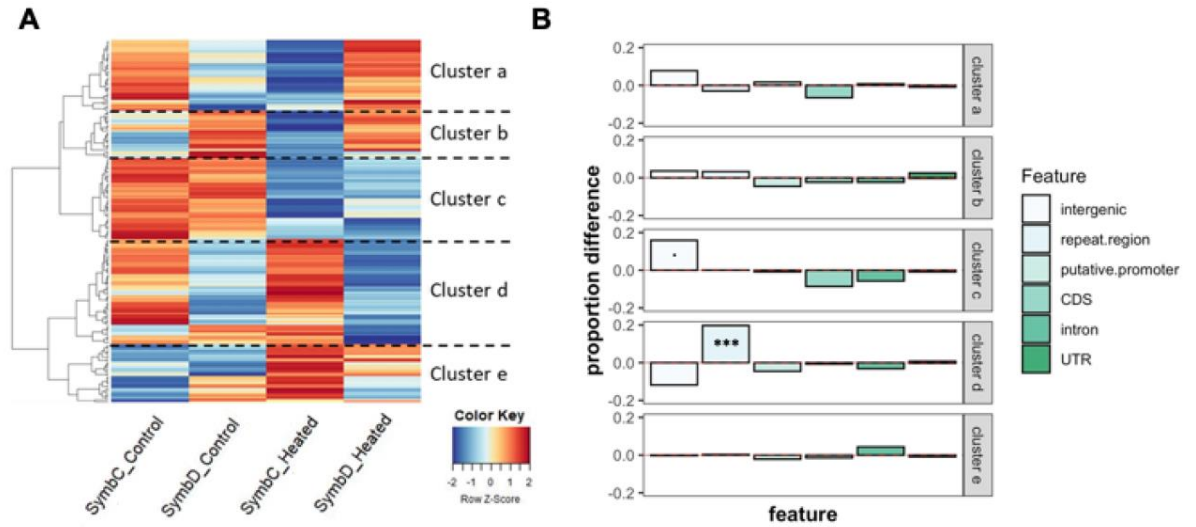 A
Cluster a
Cluster b
Cluster c
Cluster d
Cluster e
SymbC_Control
SymbD_Control
SymbC_Heated
SymbD_Heated
Color Key
-2 -1 0 1 2
Row Z-Score
B
proportion difference
0.2
0.0
-0.2
cluster a
0.2
0.0
-0.2
cluster b
0.2
0.0
-0.2
.
cluster c
0.2
0.0
-0.2
***
cluster d
0.2
0.0
-0.2
cluster e
feature
Feature
intergenic
repeat.region
putative.promoter
CDS
intron
UTR